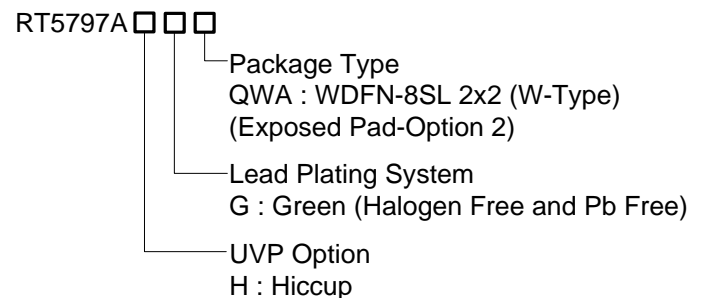 RT5797A
Package Type
QWA : WDFN-8SL 2x2 (W-Type)
(Exposed Pad-Option 2)
Lead Plating System
G : Green (Halogen Free and Pb Free)
UVP Option
H : Hiccup